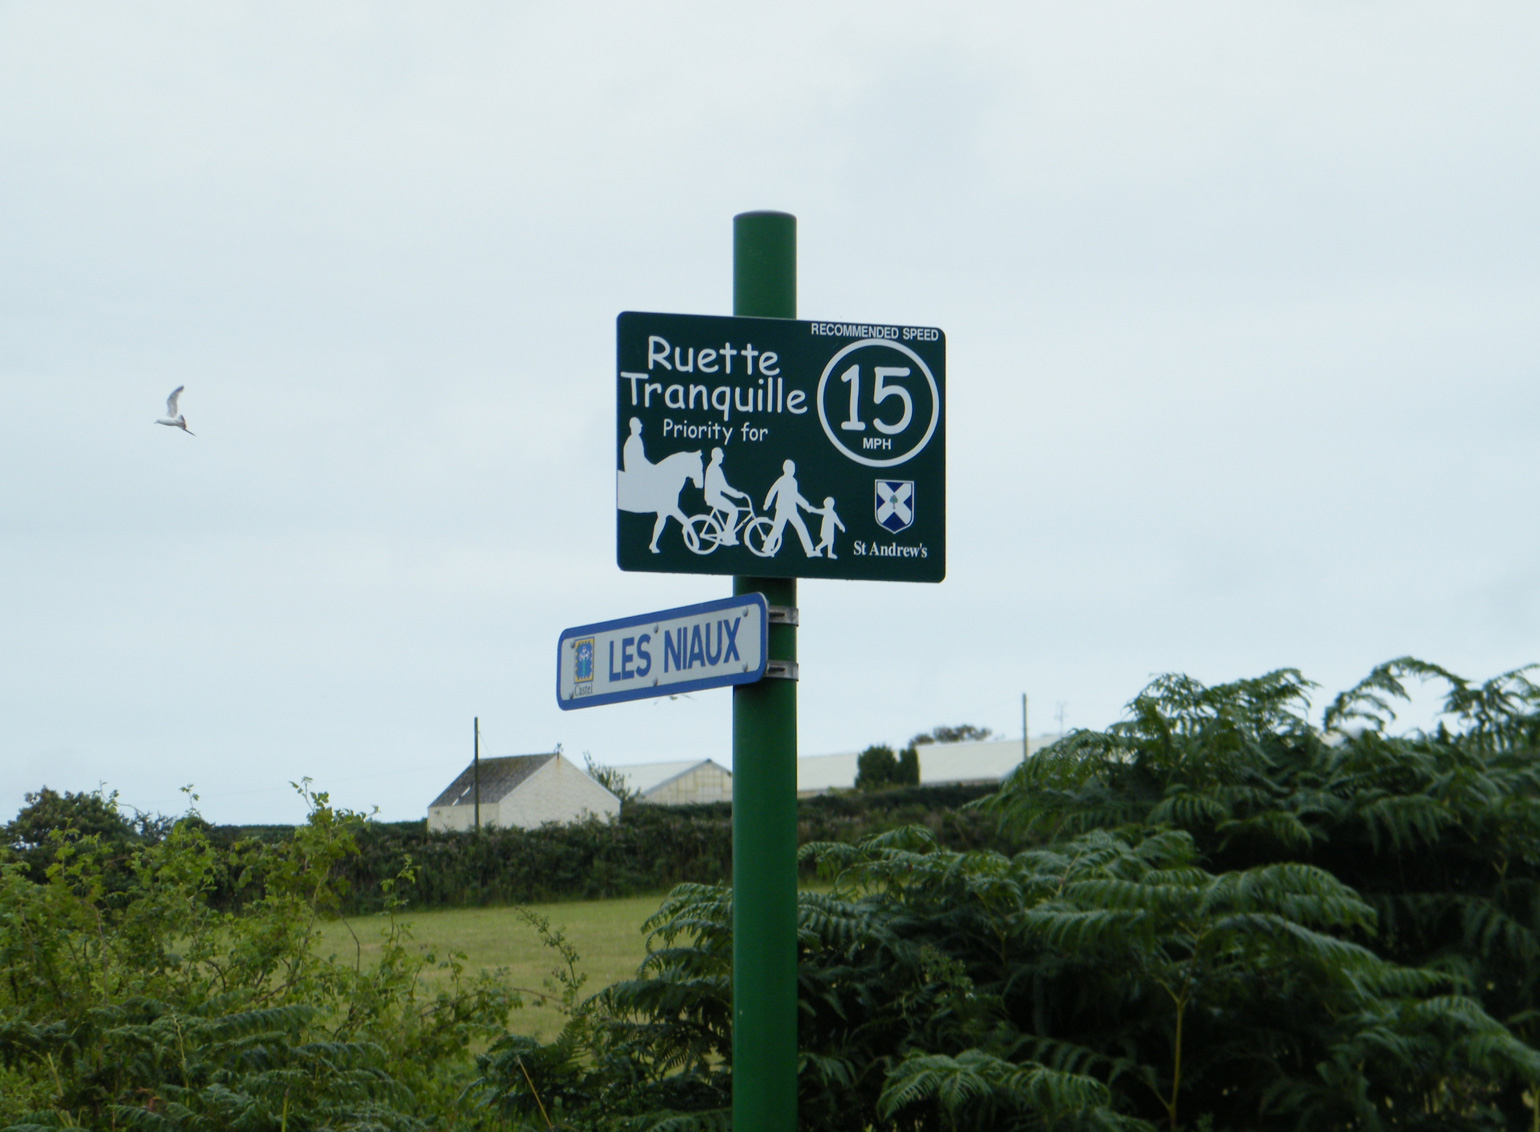 RECOMMENDED SPEED
Ruette
Tranquille
Priority for
15
MPH
St Andrew's
LES NIAUX
Castel